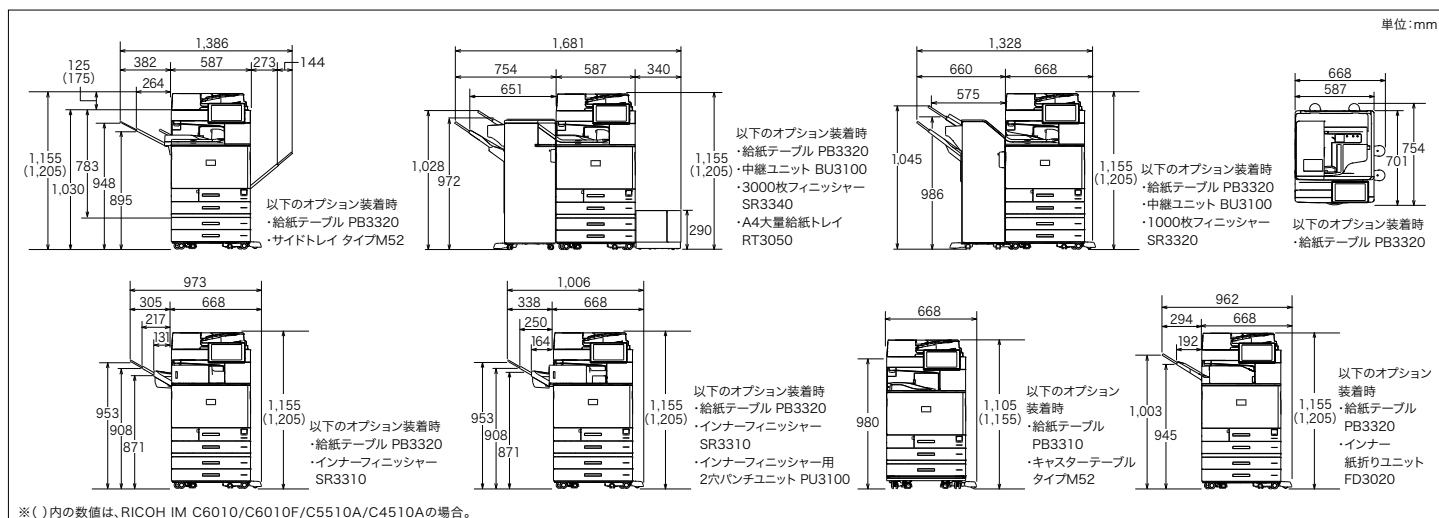 単位：mm
1,386
382
587
273
144
125
(175)
264
1,155
(1,205)
1,030
783
948
895
以下のオプション装着時
・給紙テーブル PB3320
・サイドトレイ タイプM52
1,681
754
587
340
651
1,028
972
1,155
(1,205)
290
以下のオプション装着時
・給紙テーブル PB3320
・中継ユニット BU3100
・3000枚フィニッシャー
SR3340
・A4大量給紙トレイ
RT3050
1,328
660
668
575
1,045
986
1,155
(1,205)
以下のオプション装着時
・給紙テーブル PB3320
・中継ユニット BU3100
・1000枚フィニッシャー
SR3320
668
587
701
754
以下のオプション装着時
・給紙テーブル PB3320
973
305
668
217
131
953
908
871
1,155
(1,205)
以下のオプション装着時
・給紙テーブル PB3320
・インナーフィニッシャー
SR3310
1,006
338
668
250
164
953
908
871
1,155
(1,205)
以下のオプション装着時
・給紙テーブル PB3320
・インナーフィニッシャー
SR3310
・インナーフィニッシャー用
2穴パンチユニット PU3100
668
980
1,105
(1,155)
以下のオプション
装着時
・給紙テーブル
PB3310
・キャスターテーブル
タイプM52
962
294
668
192
1,003
945
1,155
(1,205)
以下のオプション
装着時
・給紙テーブル
PB3320
・インナー
紙折りユニット
FD3020
※( )内の数値は、RICOH IM C6010/C6010F/C5510A/C4510Aの場合。